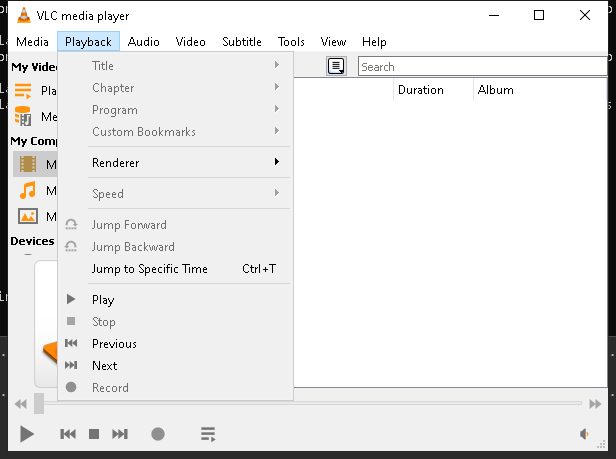 VLC media player
Media Playback Audio Video Subtitle Tools View Help
My Vide
Pla
Me
My Comp
M
M
M
Devices
Title
Chapter
Program
Custom Bookmarks
Renderer
Speed
Jump Forward
Jump Backward
Jump to Specific Time Ctrl+T
Play
Stop
Previous
Next
Record
Search
Duration Album